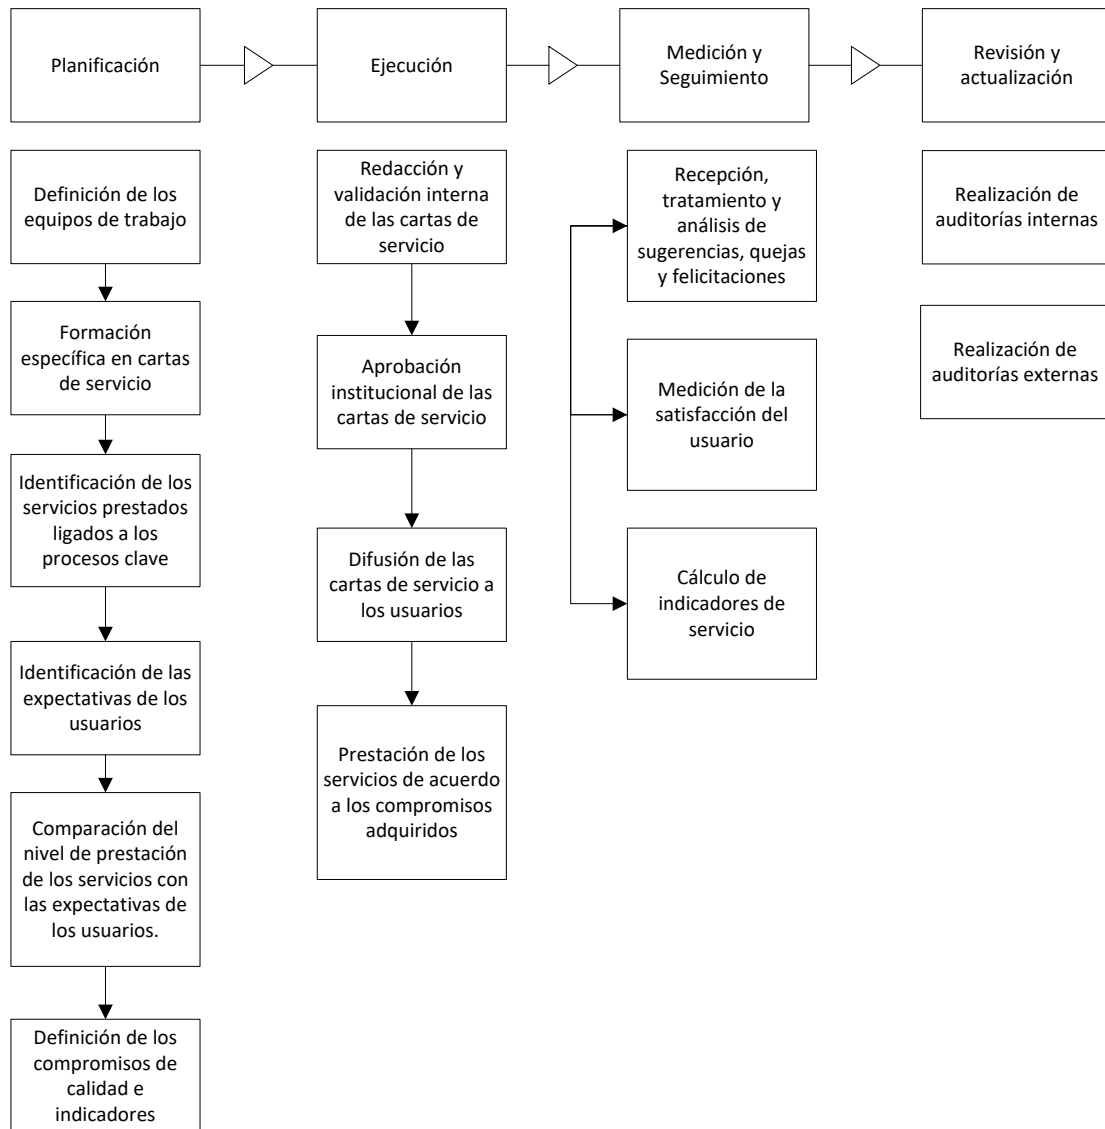 Planificación
Ejecución
Medición y
Seguimiento
Revisión y
actualización
Definición de los
equipos de trabajo
Formación
específica en cartas
de servicio
Identificación de los
servicios prestados
ligados a los
procesos clave
Identificación de las
expectativas de los
usuarios
Comparación del
nivel de prestación
de los servicios con
las expectativas de
los usuarios.
Definición de los
compromisos de
calidad e
indicadores
Redacción y
validación interna
de las cartas de
servicio
Aprobación
institucional de las
cartas de servicio
Difusión de las
cartas de servicio a
los usuarios
Prestación de los
servicios de acuerdo
a los compromisos
adquiridos
Recepción,
tratamiento y
análisis de
sugerencias, quejas
y felicitaciones
Medición de la
satisfacción del
usuario
Cálculo de
indicadores de
servicio
Realización de
auditorías internas
Realización de
auditorías externas